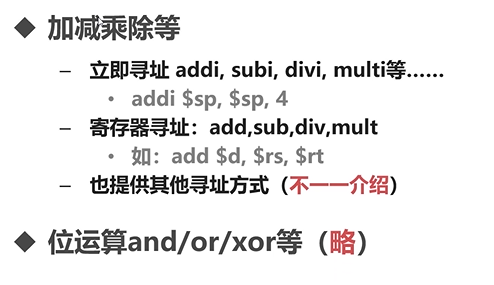 ◆ 加减乘除等
– 立即寻址 addi, subi, divi, multi等……
• addi $sp, $sp, 4
– 寄存器寻址：add,sub,div,mult
• 如：add $d, $rs, $rt
– 也提供其他寻址方式（不一一介绍）
◆ 位运算and/or/xor等（略）